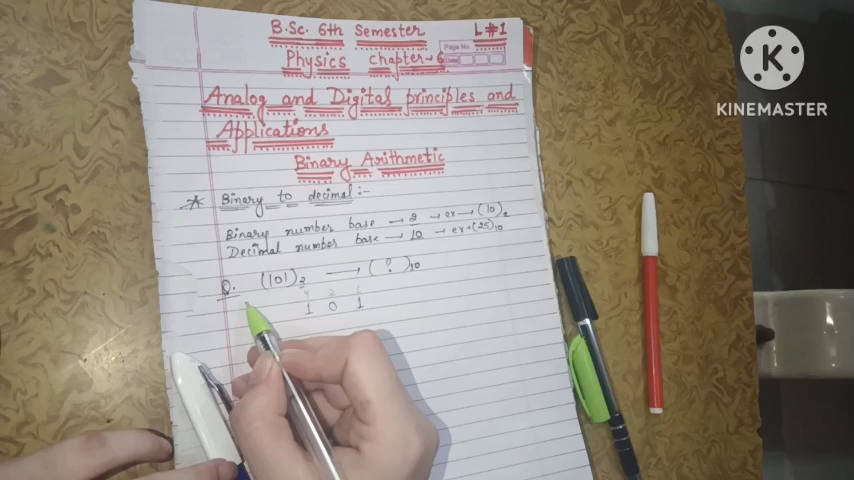 B.Sc. 6th Semester L#1
Page No.
Date
Physics chapter-6
Analog and Digital principles and
Applications
Binary Arithmetic
* Binary to decimal:-
Binary number base → 2 → ex → (10)2
Decimal number base → 10 → ex → (25)10
Q. (101)2 → ( ? )10
4 2 1
1 0 1
K
KINEMASTER